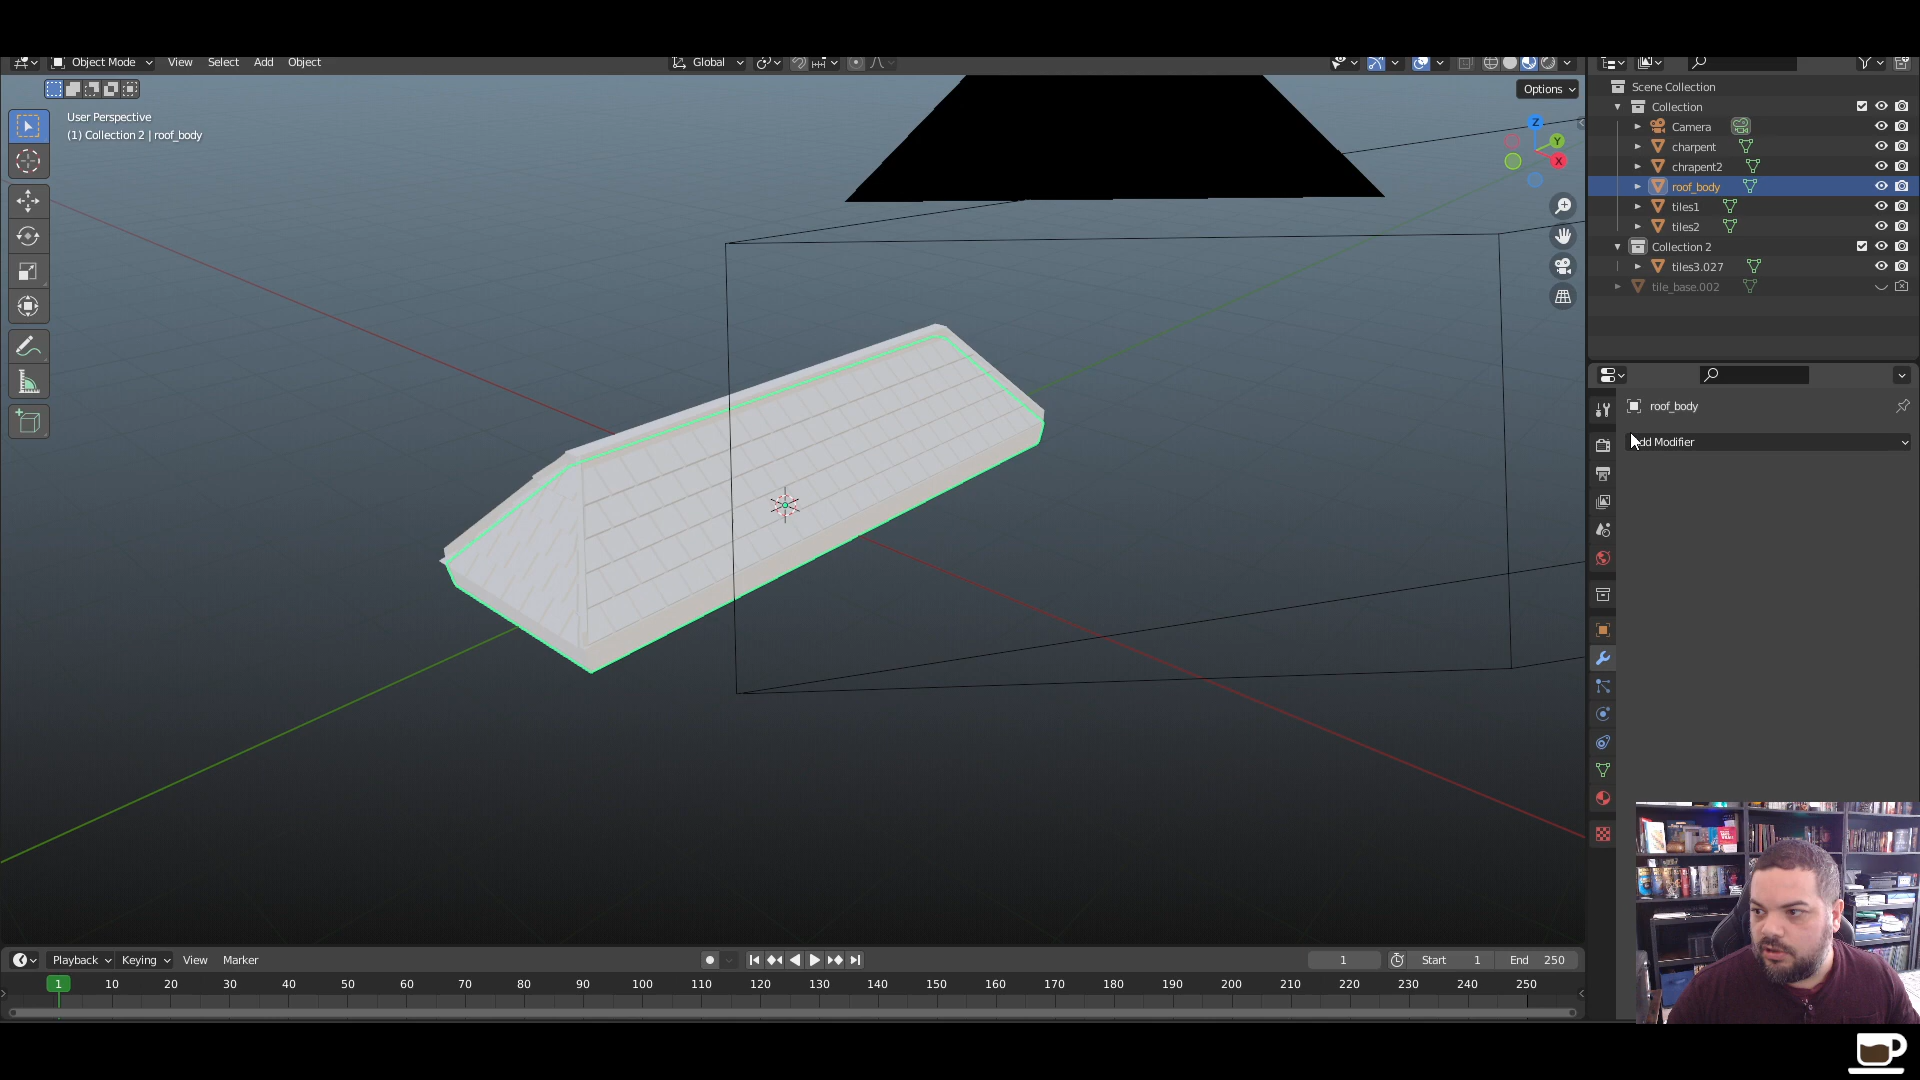 Object Mode View Select Add Object Global
Options
User Perspective
(1) Collection 2 | roof_body
Z
Y
X
Scene Collection
Collection
Camera
charpent
chrapent2
roof_body
tiles1
tiles2
Collection 2
tiles3.027
tile_base.002
roof_body
dd Modifier
Playback Keying View Marker 1 Start 1 End 250
1 10 20 30 40 50 60 70 80 90 100 110 120 130 140 150 160 170 180 190 200 210 220 230 240 250